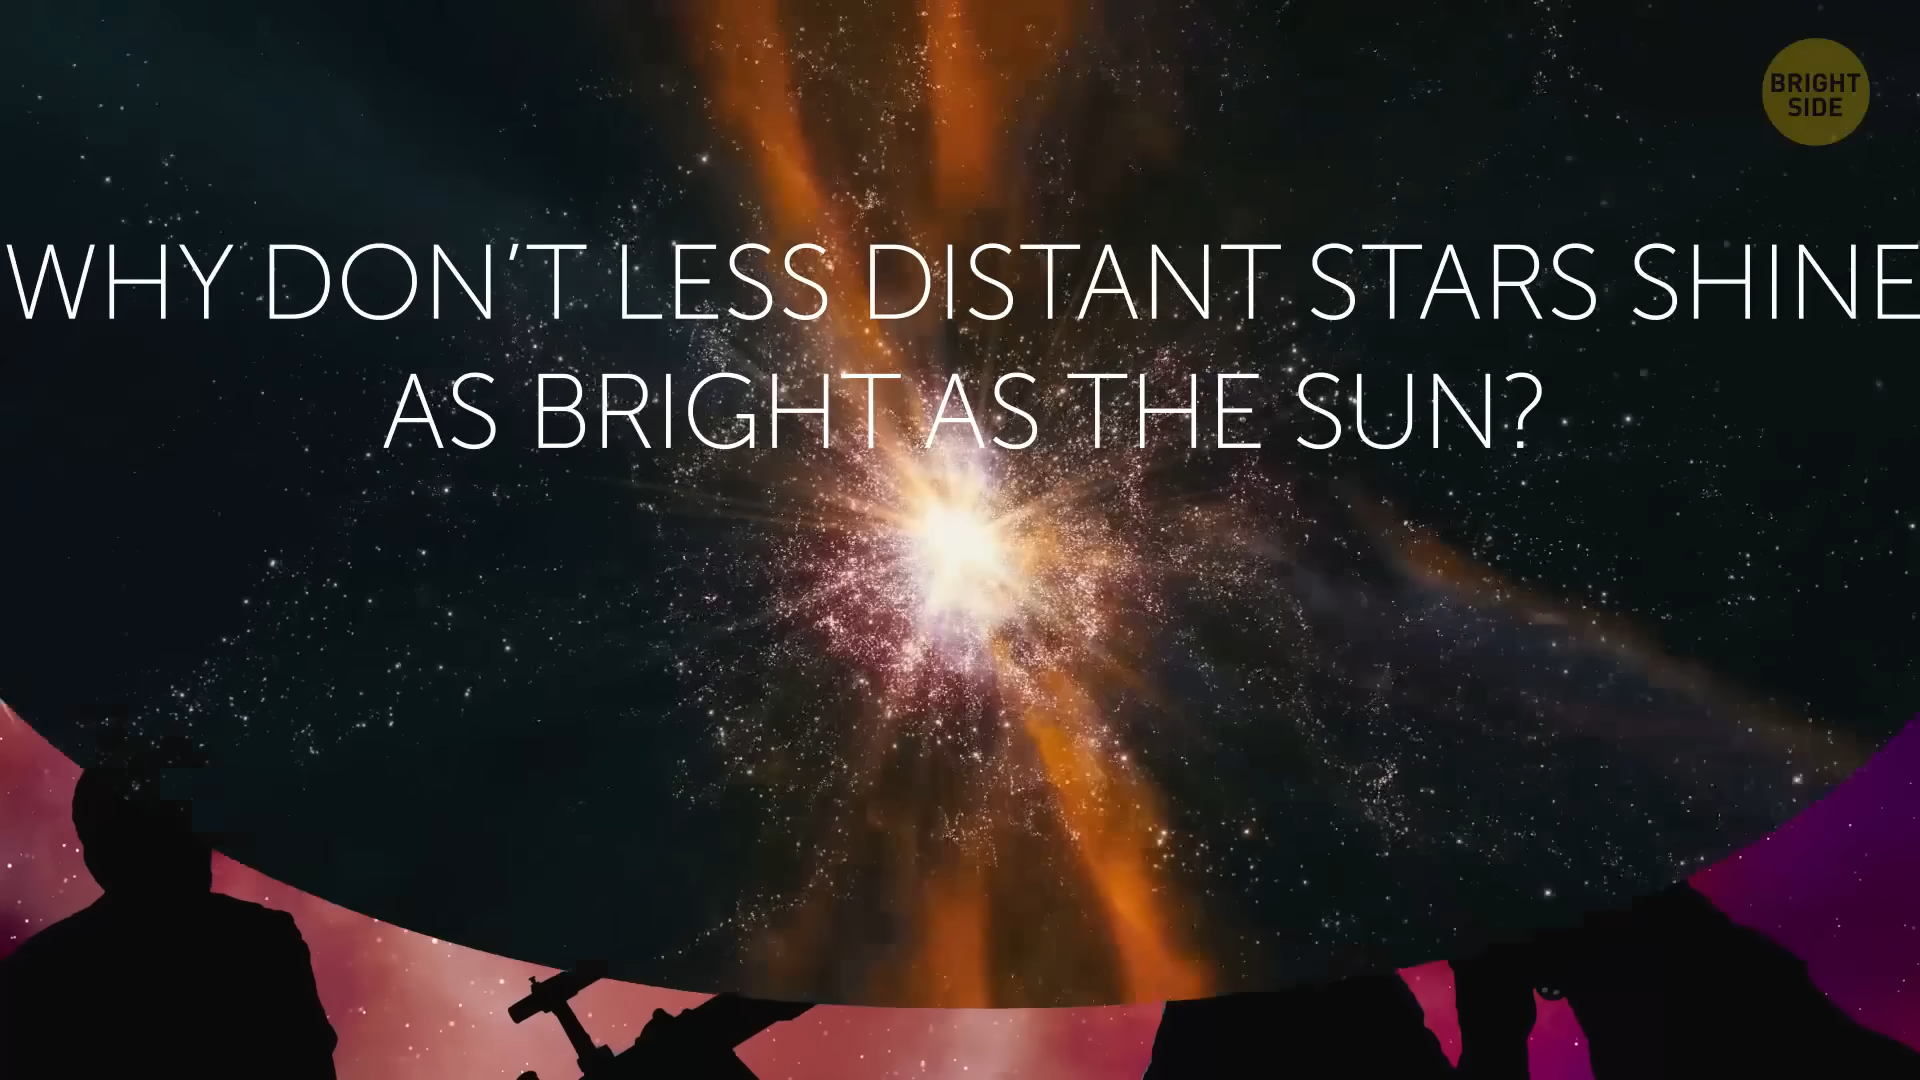 BRIGHT
SIDE
WHY DON'T LESS DISTANT STARS SHINE
AS BRIGHT AS THE SUN?